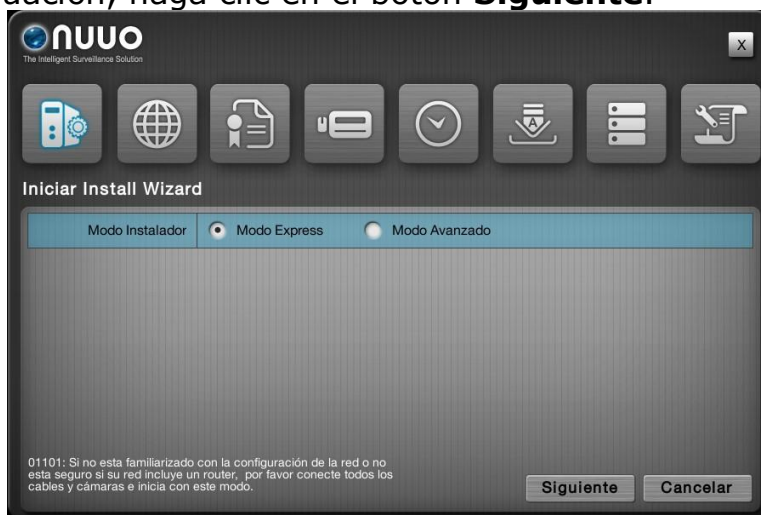 haga clic en el botón Siguiente.
nuuo
The Intelligent Surveillance Solution
X
A
Iniciar Install Wizard
Modo Instalador Modo Express Modo Avanzado
01101: Si no esta familiarizado con la configuración de la red o no
esta seguro si su red incluye un router, por favor conecte todos los
cables y cámaras e inicia con este modo.
Siguiente Cancelar